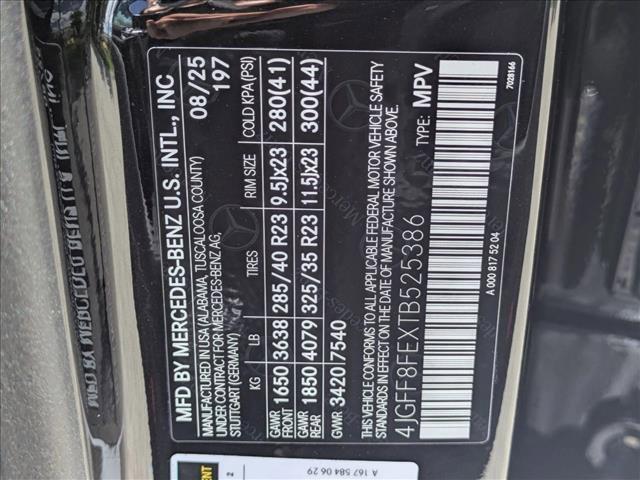 MFD BY MERCEDES-BENZ U.S. INTL., INC
MANUFACTURED IN USA (ALABAMA, TUSCALOOSA COUNTY)
UNDER CONTRACT FOR MERCEDES-BENZ AG,
STUTTGART (GERMANY)
08/25
197
KG LB TIRES RIM SIZE COLD KPA(PSI)
GAWR FRONT 1650 3638 285/40 R23 9.5Jx23 280(41)
GAWR REAR 1850 4079 325/35 R23 11.5Jx23 300(44)
GVWR 3420 7540
THIS VEHICLE CONFORMS TO ALL APPLICABLE FEDERAL MOTOR VEHICLE SAFETY
STANDARDS IN EFFECT ON THE DATE OF MANUFACTURE SHOWN ABOVE.
4JGFF8FEXTB525386 TYPE: MPV
A 000 817 52 04
7028166
A 167 584 06 29
2